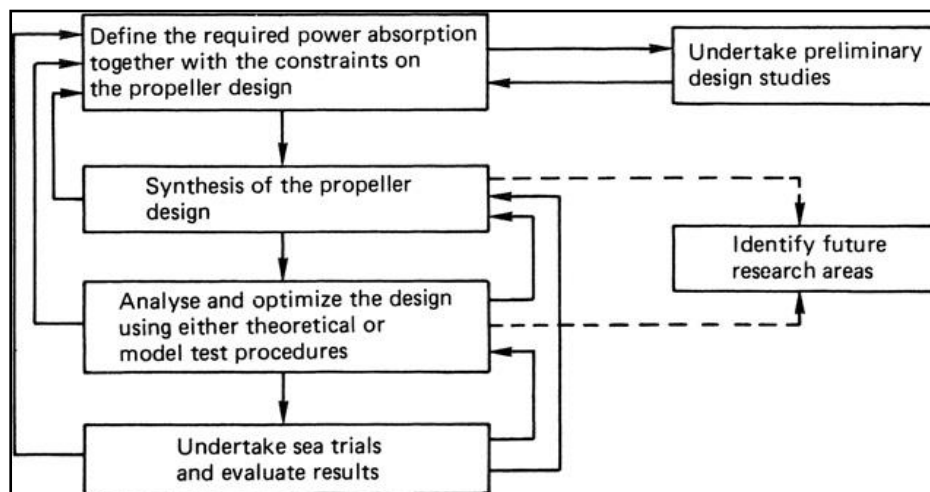 Define the required power absorption
together with the constraints on
the propeller design
Undertake preliminary
design studies
Synthesis of the propeller
design
Identify future
research areas
Analyse and optimize the design
using either theoretical or
model test procedures
Undertake sea trials
and evaluate results